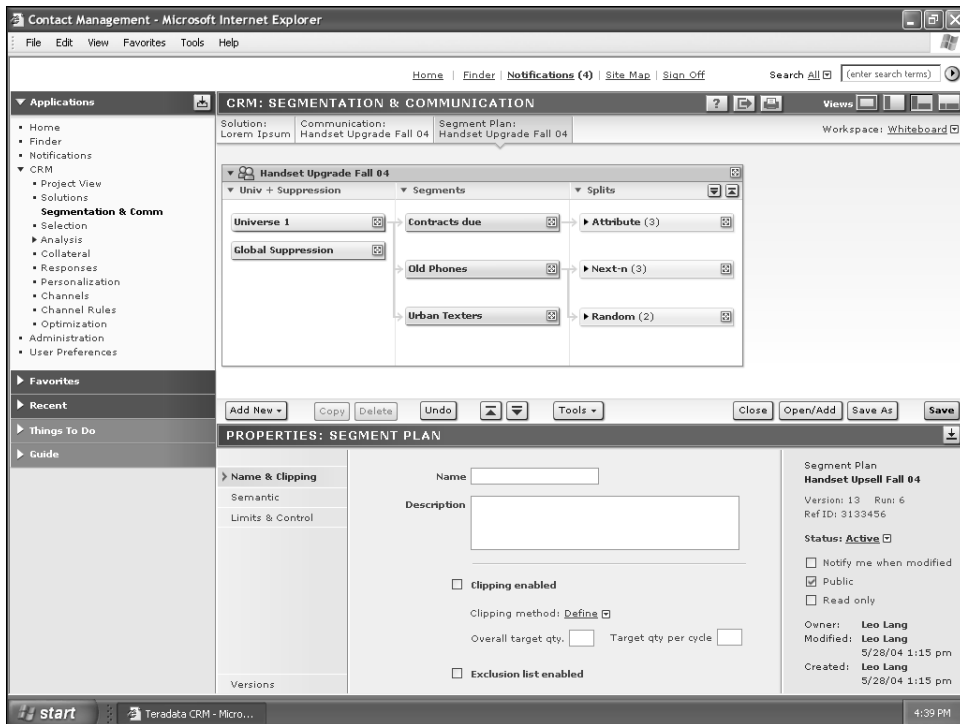 Contact Management - Microsoft Internet Explorer
File Edit View Favorites Tools Help
Home | Finder | Notifications (4) | Site Map | Sign Off
Search All (enter search terms)
Applications
Home
Finder
Notifications
CRM
Project View
Solutions
Segmentation & Comm
Selection
Analysis
Collateral
Responses
Personalization
Channels
Channel Rules
Optimization
Administration
User Preferences
Favorites
Recent
Things To Do
Guide
CRM: SEGMENTATION & COMMUNICATION
?
Views
Solution:
Lorem Ipsum
Communication:
Handset Upgrade Fall 04
Segment Plan:
Handset Upgrade Fall 04
Workspace: Whiteboard
Handset Upgrade Fall 04
Univ + Suppression
Segments
Splits
Universe 1
Contracts due
Attribute (3)
Global Suppression
Old Phones
Next-n (3)
Urban Texters
Random (2)
Add New
Copy
Delete
Undo
Tools
Close
Open/Add
Save As
Save
PROPERTIES: SEGMENT PLAN
Name & Clipping
Semantic
Limits & Control
Versions
Name
Description
Clipping enabled
Clipping method: Define
Overall target qty.
Target qty per cycle
Exclusion list enabled
Segment Plan
Handset Upsell Fall 04
Version: 13 Run: 6
Ref ID: 3133456
Status: Active
Notify me when modified
Public
Read only
Owner: Leo Lang
Modified: Leo Lang
5/28/04 1:15 pm
Created: Leo Lang
5/28/04 1:15 pm
start
Teradata CRM - Micro...
4:39 PM